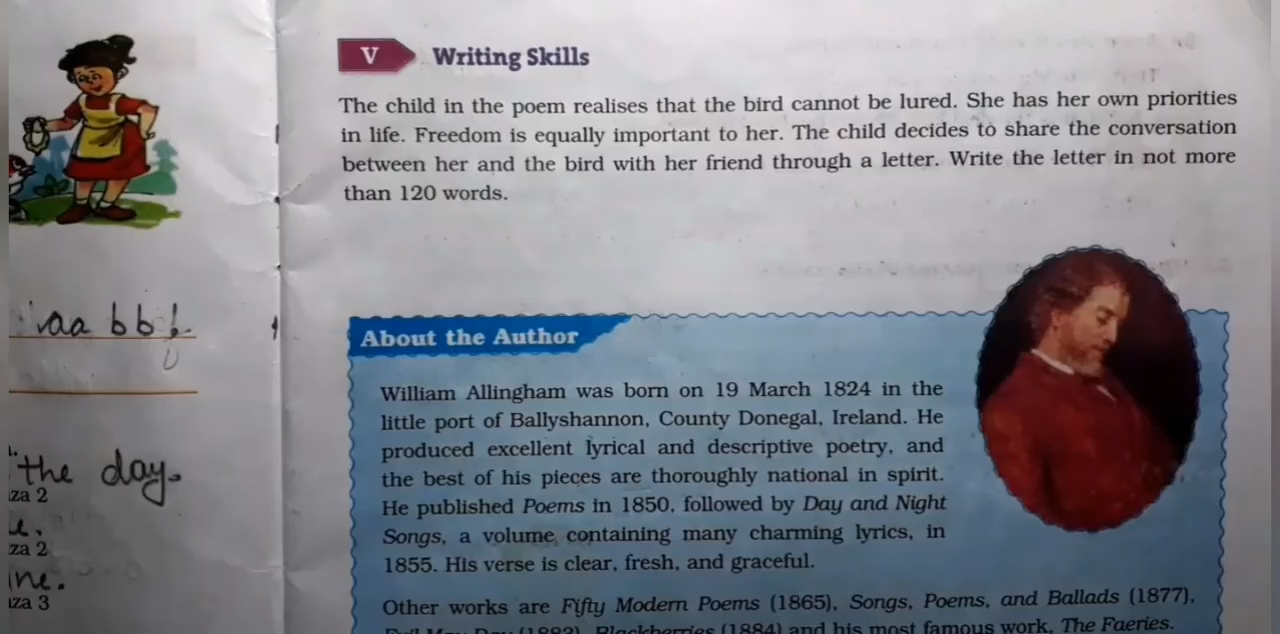 V Writing Skills
The child in the poem realises that the bird cannot be lured. She has her own priorities
in life. Freedom is equally important to her. The child decides to share the conversation
between her and the bird with her friend through a letter. Write the letter in not more
than 120 words.
aa bb
the day.
za 2
za 2
ine.
za 3
About the Author
William Allingham was born on 19 March 1824 in the
little port of Ballyshannon, County Donegal, Ireland. He
produced excellent lyrical and descriptive poetry, and
the best of his pieces are thoroughly national in spirit.
He published Poems in 1850, followed by Day and Night
Songs, a volume containing many charming lyrics, in
1855. His verse is clear, fresh, and graceful.
Other works are Fifty Modern Poems (1865), Songs, Poems, and Ballads (1877),
Evil May Day (1882), Blackberries (1884) and his most famous work, The Faeries.